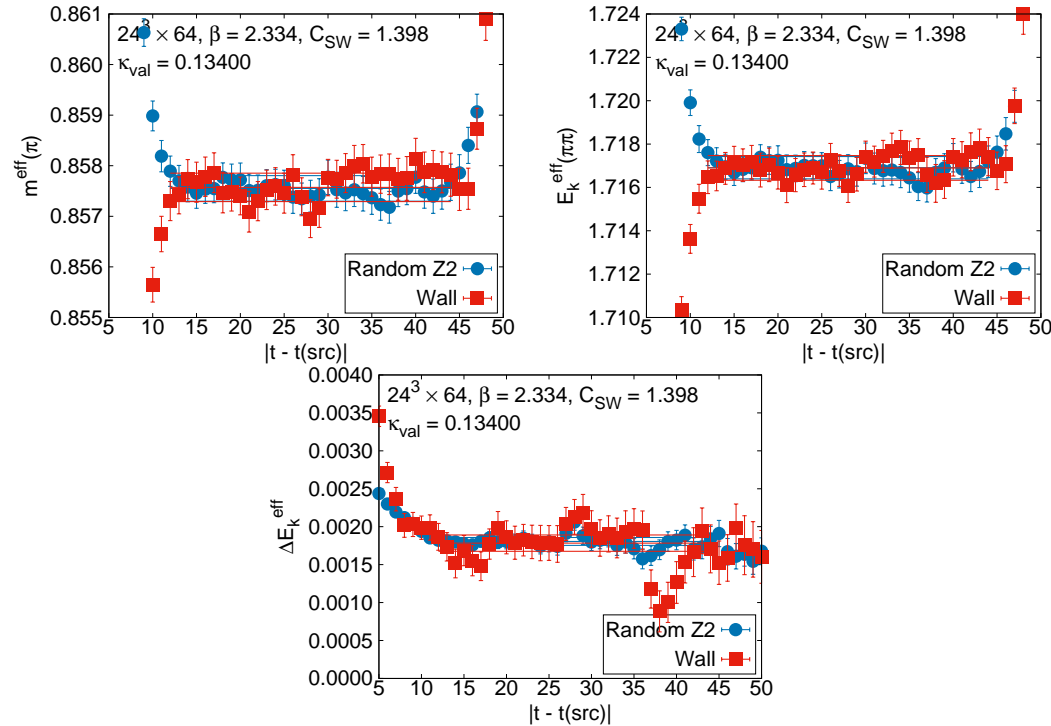 0.861
0.860
0.859
0.858
0.857
0.856
0.855
5 10 15 20 25 30 35 40 45 50
m^eff(π)
|t - t(src)|
24^3 × 64, β = 2.334, C_SW = 1.398
κ_val = 0.13400
Random Z2
Wall
1.724
1.722
1.720
1.718
1.716
1.714
1.712
1.710
5 10 15 20 25 30 35 40 45 50
E_k^eff(ππ)
|t - t(src)|
24^3 × 64, β = 2.334, C_SW = 1.398
κ_val = 0.13400
Random Z2
Wall
0.0040
0.0035
0.0030
0.0025
0.0020
0.0015
0.0010
0.0005
0.0000
5 10 15 20 25 30 35 40 45 50
ΔE_k^eff
|t - t(src)|
24^3 × 64, β = 2.334, C_SW = 1.398
κ_val = 0.13400
Random Z2
Wall